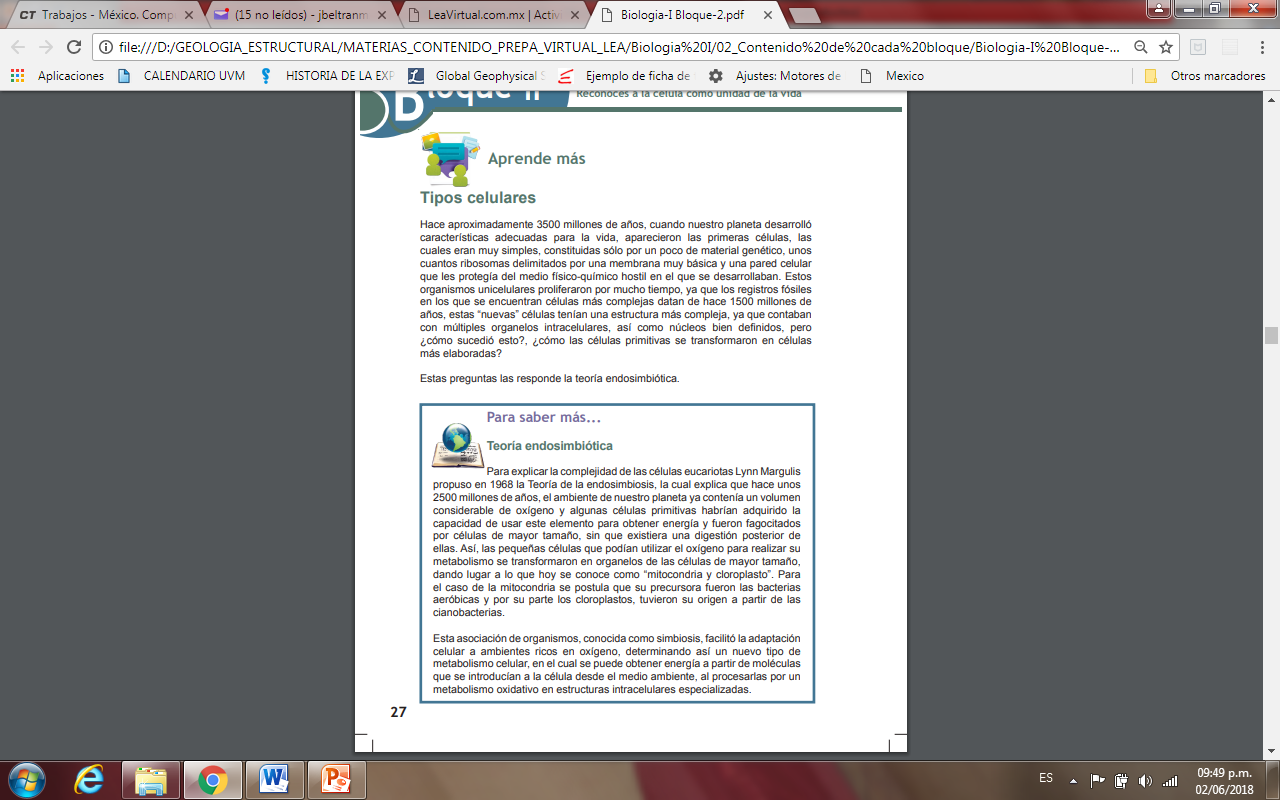 CT Trabajos - México. Comp
(15 no leídos) - jbeltranm
LeaVirtual.com.mx | Activ
Biologia-I Bloque-2.pdf
file:///D:/GEOLOGIA_ESTRUCTURAL/MATERIAS_CONTENIDO_PREPA_VIRTUAL_LEA/Biologia%20I/02_Contenido%20de%20cada%20bloque/Biologia-I%20Bloque-...
Aplicaciones
CALENDARIO UVM
HISTORIA DE LA EXP
Global Geophysical S
Ejemplo de ficha de
Ajustes: Motores de
Mexico
Otros marcadores
Bloque II
Reconoces a la célula como unidad de la vida
Aprende más
Tipos celulares
Hace aproximadamente 3500 millones de años, cuando nuestro planeta desarrolló
características adecuadas para la vida, aparecieron las primeras células, las
cuales eran muy simples, constituidas sólo por un poco de material genético, unos
cuantos ribosomas delimitados por una membrana muy básica y una pared celular
que les protegía del medio físico-químico hostil en el que se desarrollaban. Estos
organismos unicelulares proliferaron por mucho tiempo, ya que los registros fósiles
en los que se encuentran células más complejas datan de hace 1500 millones de
años, estas “nuevas” células tenían una estructura más compleja, ya que contaban
con múltiples organelos intracelulares, así como núcleos bien definidos, pero
¿cómo sucedió esto?, ¿cómo las células primitivas se transformaron en células
más elaboradas?
Estas preguntas las responde la teoría endosimbiótica.
Para saber más...
Teoría endosimbiótica
Para explicar la complejidad de las células eucariotas Lynn Margulis
propuso en 1968 la Teoría de la endosimbiosis, la cual explica que hace unos
2500 millones de años, el ambiente de nuestro planeta ya contenía un volumen
considerable de oxígeno y algunas células primitivas habrían adquirido la
capacidad de usar este elemento para obtener energía y fueron fagocitados
por células de mayor tamaño, sin que existiera una digestión posterior de
ellas. Así, las pequeñas células que podían utilizar el oxígeno para realizar su
metabolismo se transformaron en organelos de las células de mayor tamaño,
dando lugar a lo que hoy se conoce como “mitocondria y cloroplasto”. Para
el caso de la mitocondria se postula que su precursora fueron las bacterias
aeróbicas y por su parte los cloroplastos, tuvieron su origen a partir de las
cianobacterias.
Esta asociación de organismos, conocida como simbiosis, facilitó la adaptación
celular a ambientes ricos en oxígeno, determinando así un nuevo tipo de
metabolismo celular, en el cual se puede obtener energía a partir de moléculas
que se introducían a la célula desde el medio ambiente, al procesarlas por un
metabolismo oxidativo en estructuras intracelulares especializadas.
27
ES
09:49 p.m.
02/06/2018